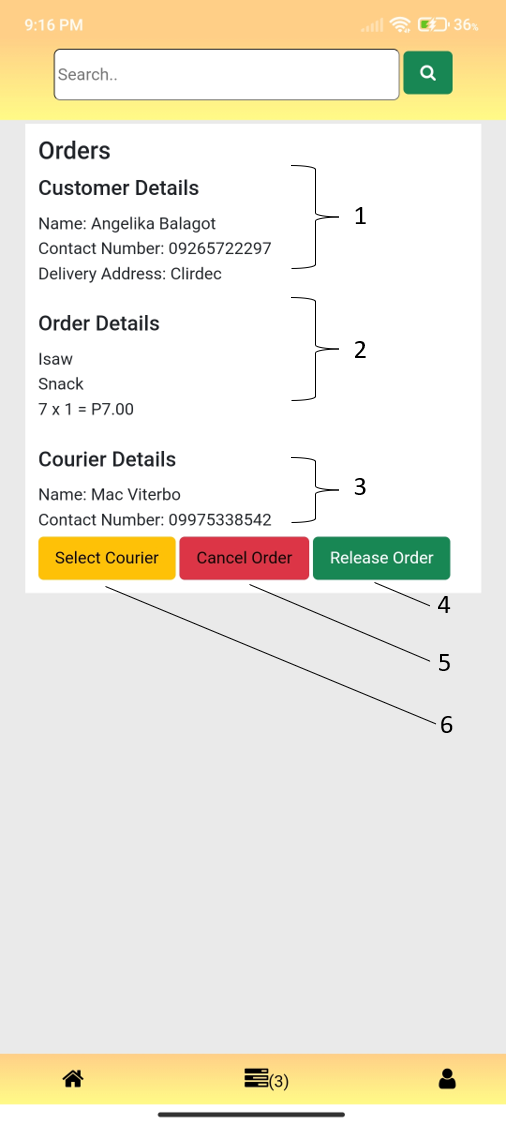 9:16 PM 36%
Search..
Orders
Customer Details
1
Name: Angelika Balagot
Contact Number: 09265722297
Delivery Address: Clirdec
Order Details
2
Isaw
Snack
7 x 1 = P7.00
Courier Details
3
Name: Mac Viterbo
Contact Number: 09975338542
Select Courier Cancel Order Release Order
4
5
6
(3)